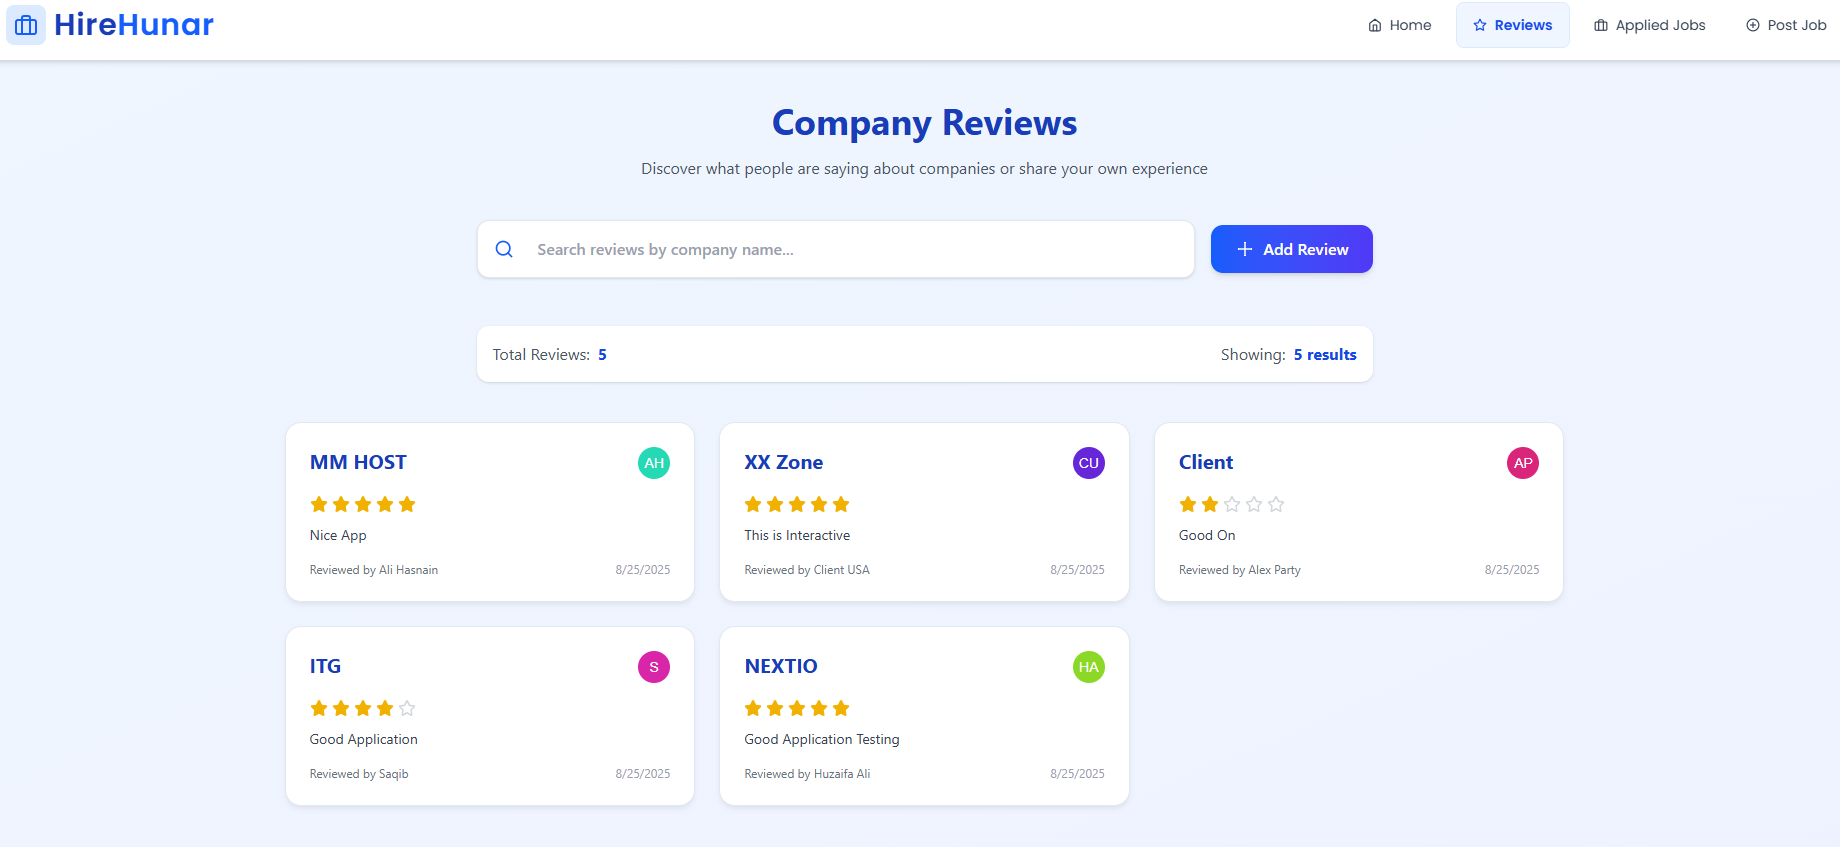 HireHunar
Home
Reviews
Applied Jobs
Post Job
Company Reviews
Discover what people are saying about companies or share your own experience
Search reviews by company name...
Add Review
Total Reviews: 5
Showing: 5 results
MM HOST
AH
Nice App
Reviewed by Ali Hasnain
8/25/2025
XX Zone
CU
This is Interactive
Reviewed by Client USA
8/25/2025
Client
AP
Good On
Reviewed by Alex Party
8/25/2025
ITG
S
Good Application
Reviewed by Saqib
8/25/2025
NEXTIO
HA
Good Application Testing
Reviewed by Huzaifa Ali
8/25/2025